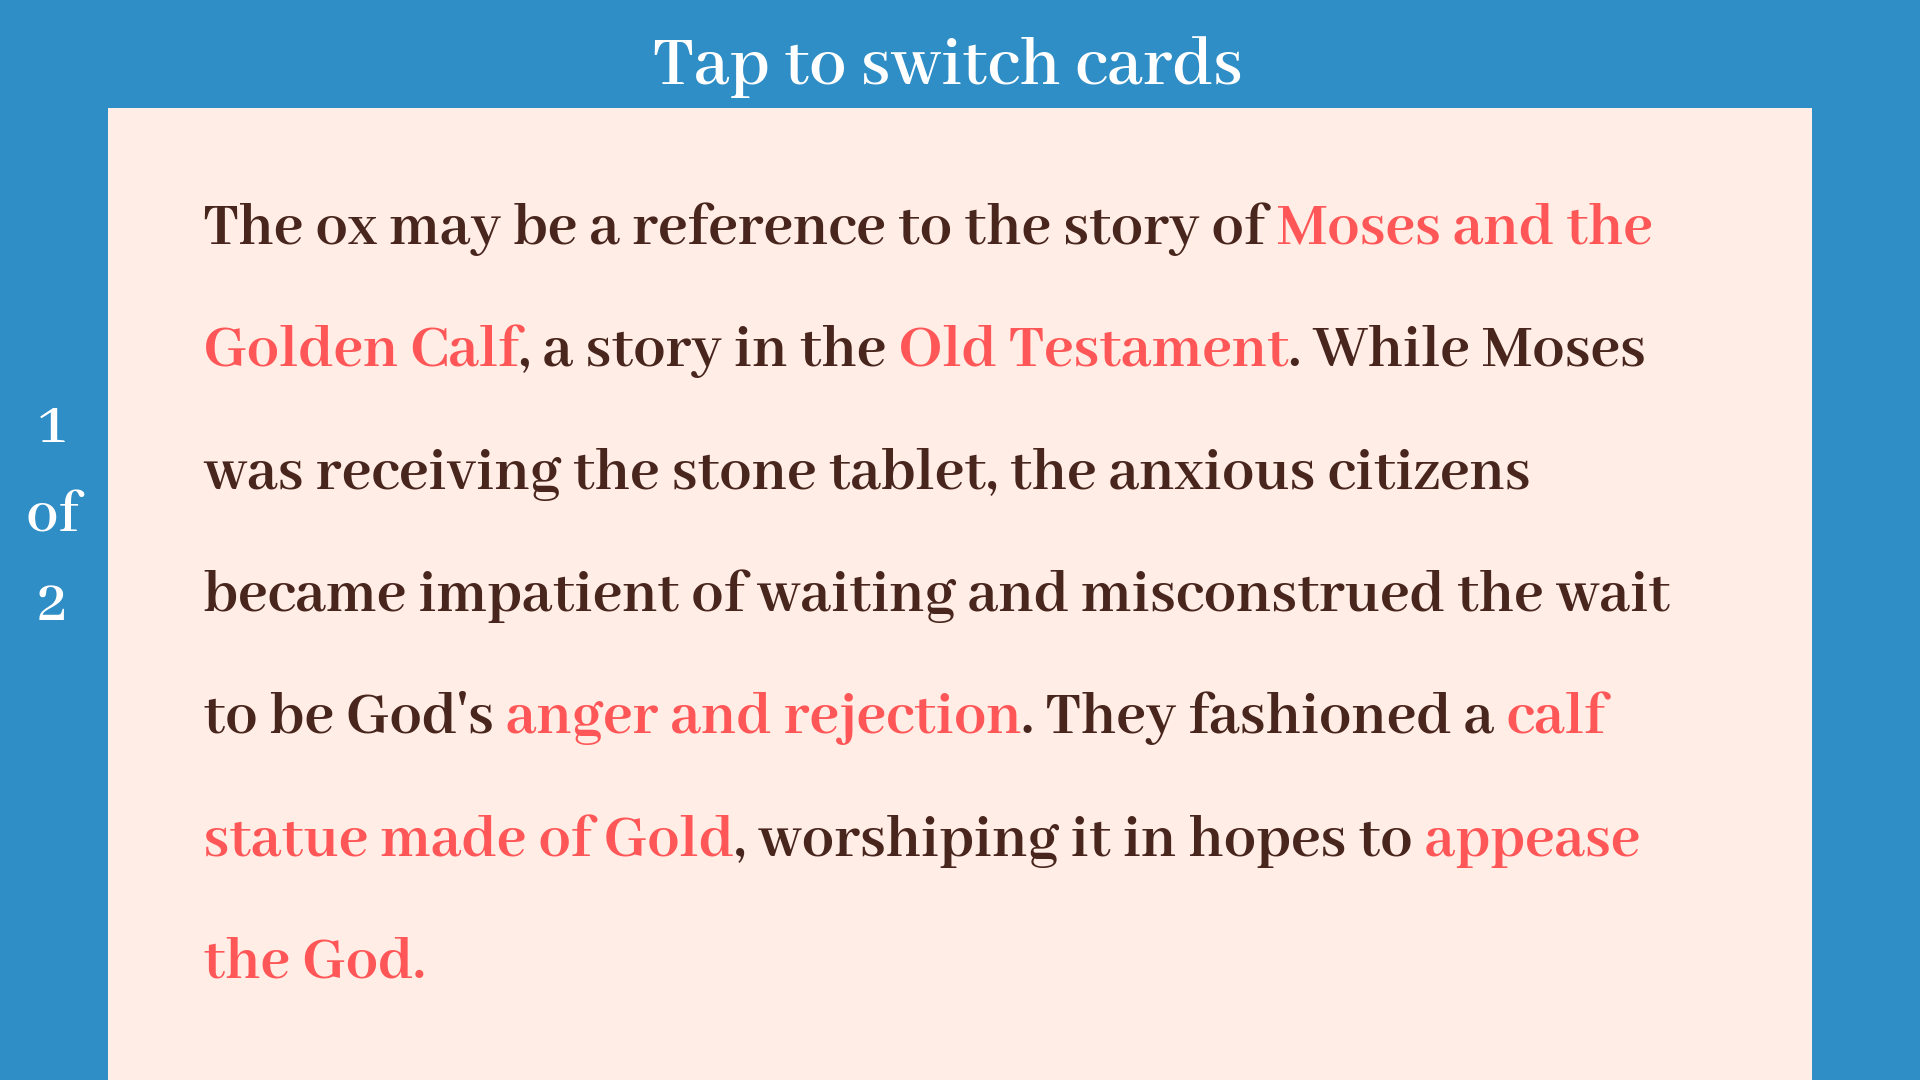 Tap to switch cards
The ox may be a reference to the story of Moses and the
Golden Calf, a story in the Old Testament. While Moses
was receiving the stone tablet, the anxious citizens
became impatient of waiting and misconstrued the wait
to be God's anger and rejection. They fashioned a calf
statue made of Gold, worshiping it in hopes to appease
the God.
1
of
2